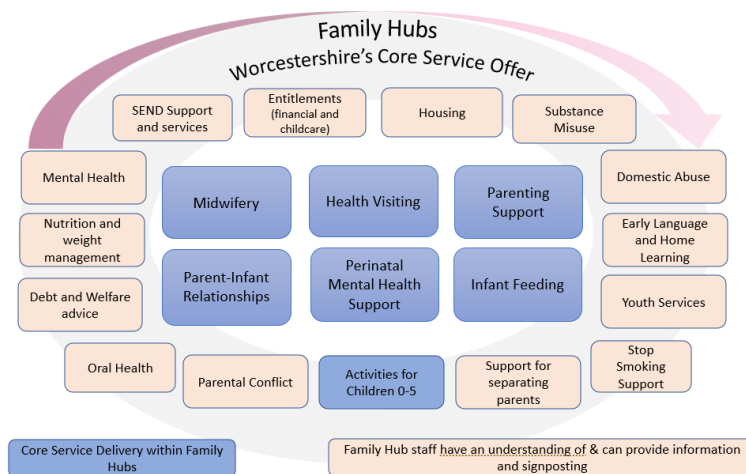 Family Hubs
Worcestershire's Core Service Offer
SEND Support
and services
Entitlements
(financial and
childcare)
Housing
Substance
Misuse
Mental Health
Midwifery
Health Visiting
Parenting
Support
Domestic Abuse
Nutrition and
weight
management
Early Language
and Home
Learning
Parent-Infant
Relationships
Perinatal
Mental Health
Support
Infant Feeding
Debt and Welfare
advice
Youth Services
Oral Health
Parental Conflict
Activities for
Children 0-5
Support for
separating
parents
Stop
Smoking
Support
Core Service Delivery within Family
Hubs
Family Hub staff have an understanding of & can provide information
and signposting